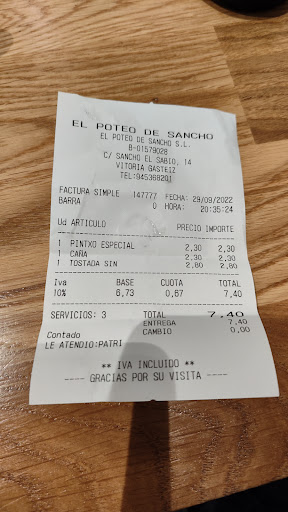 EL POTEO DE SANCHO
EL POTEO DE SANCHO S.L.
B-01579028
C/ SANCHO EL SABIO, 14
VITORIA GASTEIZ
TEL:945368201
FACTURA SIMPLE 147777 FECHA: 29/09/2022
BARRA 0 HORA: 20:35:24
Ud ARTICULO PRECIO IMPORTE
1 PINTXO ESPECIAL 2,30 2,30
1 CAÑA 2,30 2,30
1 TOSTADA SIN 2,80 2,80
Iva BASE CUOTA TOTAL
10% 6,73 0,67 7,40
SERVICIOS: 3 TOTAL 7,40
ENTREGA 7,40
Contado CAMBIO 0,00
LE ATENDIO:PATRI
** IVA INCLUIDO **
---- GRACIAS POR SU VISITA ----